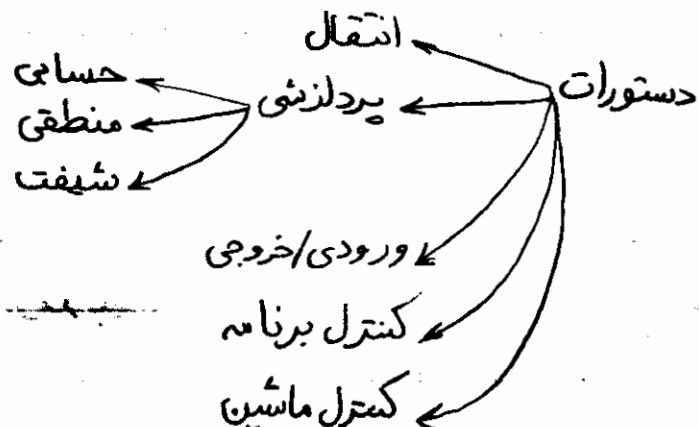 انتقال
دستورات
پردازشی
حسابی
منطقی
شیفت
ورودی/خروجی
کنترل برنامه
کنترل ماشین